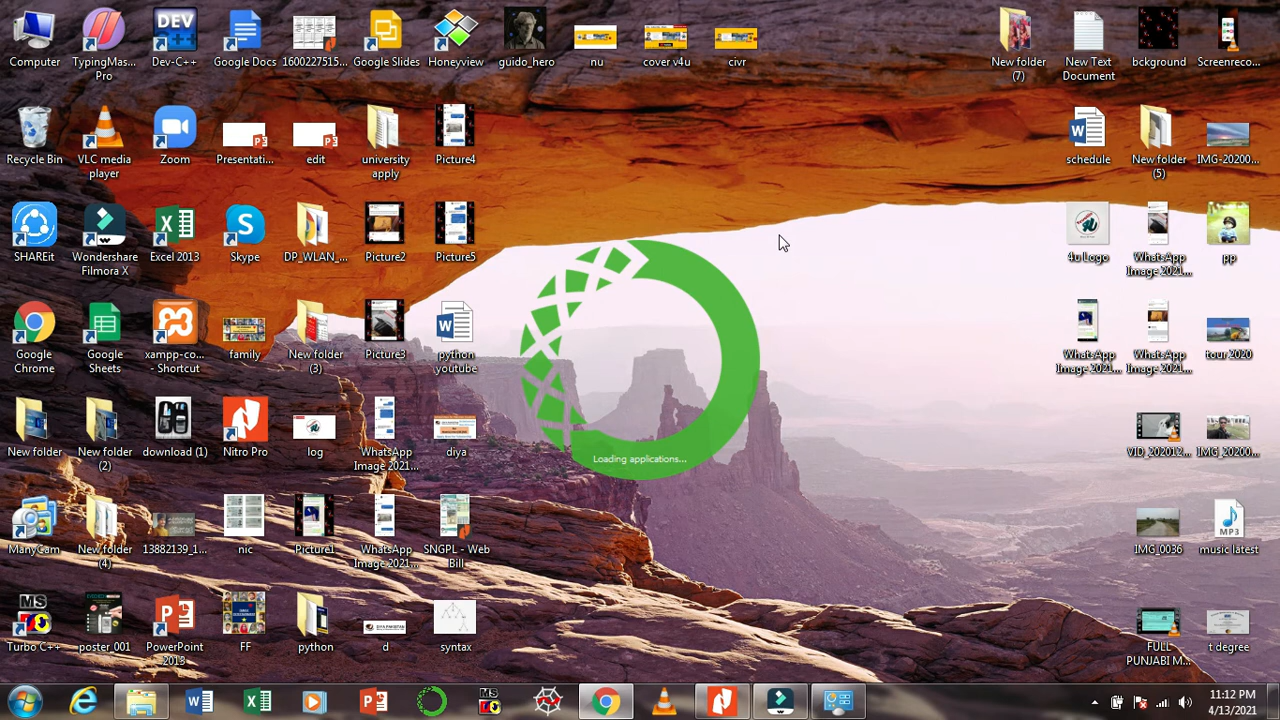 Computer
TypingMas...
Pro
DEV
C++
Dev-C++
Google Docs
1600227515...
Google Slides
Honeyview
guido_hero
nu
cover v4u
civr
New folder
(7)
New Text
Document
bckground
Screenreco...
Recycle Bin
VLC media
player
Zoom
Presentati...
edit
university
apply
Picture4
schedule
New folder
(5)
IMG-20200...
SHAREit
Wondershare
Filmora X
Excel 2013
Skype
DP_WLAN_...
Picture2
Picture5
4u Logo
WhatsApp
Image 2021...
pp
Google
Chrome
Google
Sheets
xampp-co...
- Shortcut
family
New folder
(3)
Picture3
python
youtube
WhatsApp
Image 2021...
WhatsApp
Image 2021...
tour 2020
New folder
New folder
(2)
download (1)
Nitro Pro
log
WhatsApp
Image 2021...
diya
Loading applications...
VID_202012...
IMG_20200...
ManyCam
New folder
(4)
13882139_1...
nic
Picture1
WhatsApp
Image 2021...
SNGPL - Web
Bill
IMG_0036
MP3
music latest
MS
Turbo C++
poster_001
PowerPoint
2013
FF
python
d
syntax
FULL
PUNJABI M...
t degree
MS
11:12 PM
4/13/2021